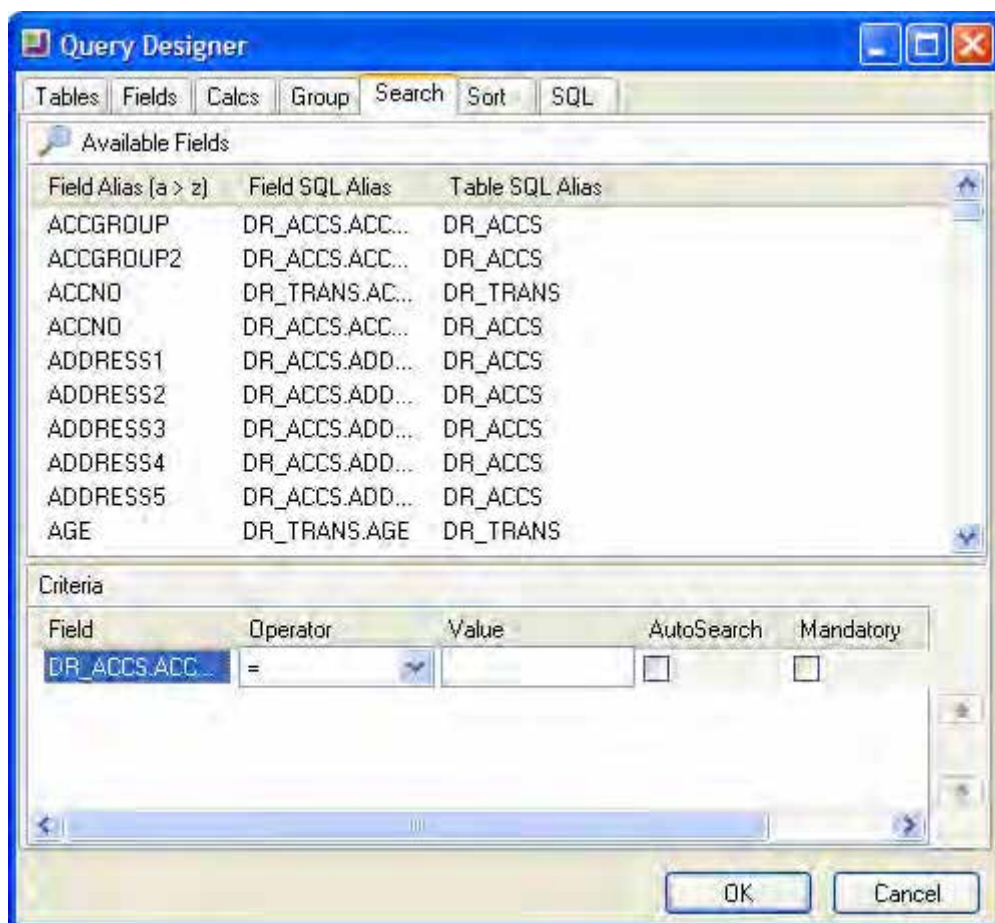 Query Designer
Tables Fields Calcs Group Search Sort SQL
Available Fields
Field Alias (a > z) Field SQL Alias Table SQL Alias
ACCGROUP DR_ACCS.ACC... DR_ACCS
ACCGROUP2 DR_ACCS.ACC... DR_ACCS
ACCNO DR_TRANS.AC... DR_TRANS
ACCNO DR_ACCS.ACC... DR_ACCS
ADDRESS1 DR_ACCS.ADD... DR_ACCS
ADDRESS2 DR_ACCS.ADD... DR_ACCS
ADDRESS3 DR_ACCS.ADD... DR_ACCS
ADDRESS4 DR_ACCS.ADD... DR_ACCS
ADDRESS5 DR_ACCS.ADD... DR_ACCS
AGE DR_TRANS.AGE DR_TRANS
Criteria
Field Operator Value AutoSearch Mandatory
DR_ACCS.ACC... =
OK Cancel